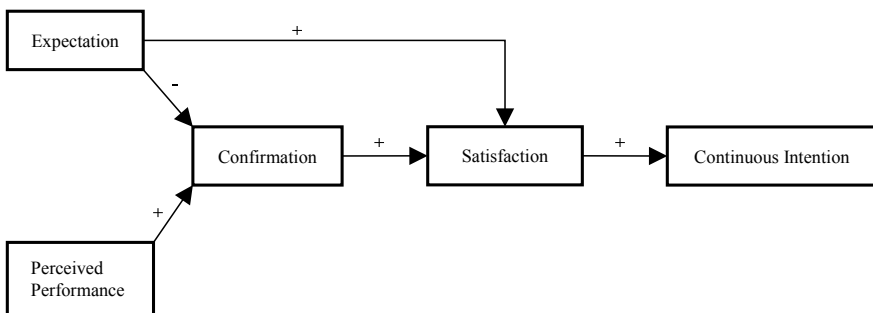 Expectation
+
-
Confirmation
+
Satisfaction
+
Continuous Intention
+
Perceived
Performance